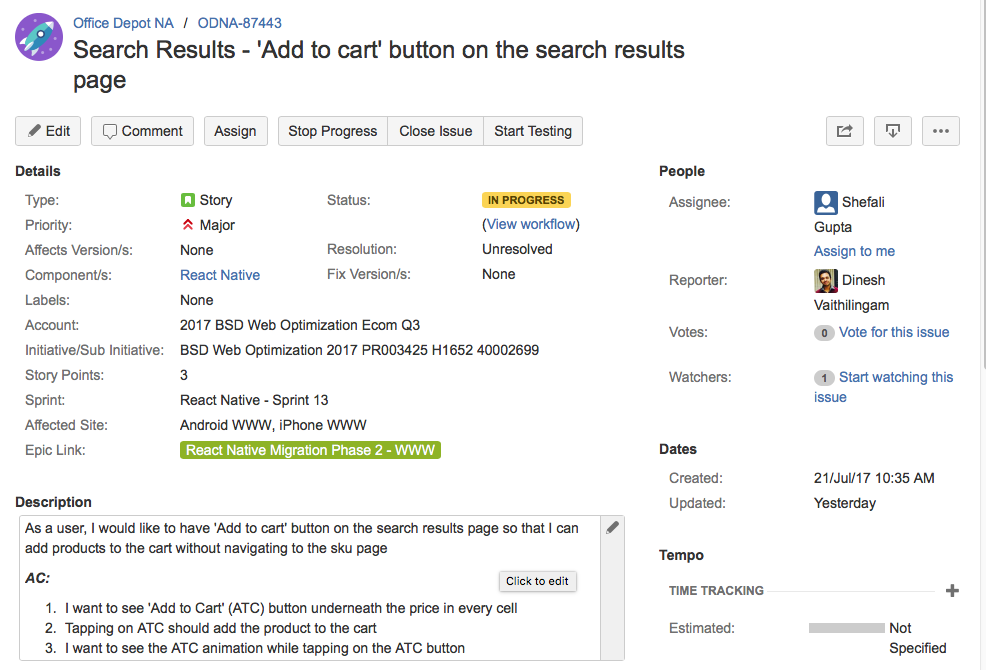 Office Depot NA / ODNA-87443
Search Results - 'Add to cart' button on the search results
page
Edit Comment Assign Stop Progress Close Issue Start Testing
Details
Type: Story
Priority: Major
Affects Version/s: None
Component/s: React Native
Labels: None
Account: 2017 BSD Web Optimization Ecom Q3
Initiative/Sub Initiative: BSD Web Optimization 2017 PR003425 H1652 40002699
Story Points: 3
Sprint: React Native - Sprint 13
Affected Site: Android WWW, iPhone WWW
Epic Link: React Native Migration Phase 2 - WWW
Status: IN PROGRESS
(View workflow)
Resolution: Unresolved
Fix Version/s: None
Description
As a user, I would like to have 'Add to cart' button on the search results page so that I can
add products to the cart without navigating to the sku page
AC:
Click to edit
1. I want to see 'Add to Cart' (ATC) button underneath the price in every cell
2. Tapping on ATC should add the product to the cart
3. I want to see the ATC animation while tapping on the ATC button
People
Assignee: Shefali
Gupta
Assign to me
Reporter: Dinesh
Vaithilingam
Votes: 0 Vote for this issue
Watchers: 1 Start watching this
issue
Dates
Created: 21/Jul/17 10:35 AM
Updated: Yesterday
Tempo
TIME TRACKING
Estimated: Not
Specified